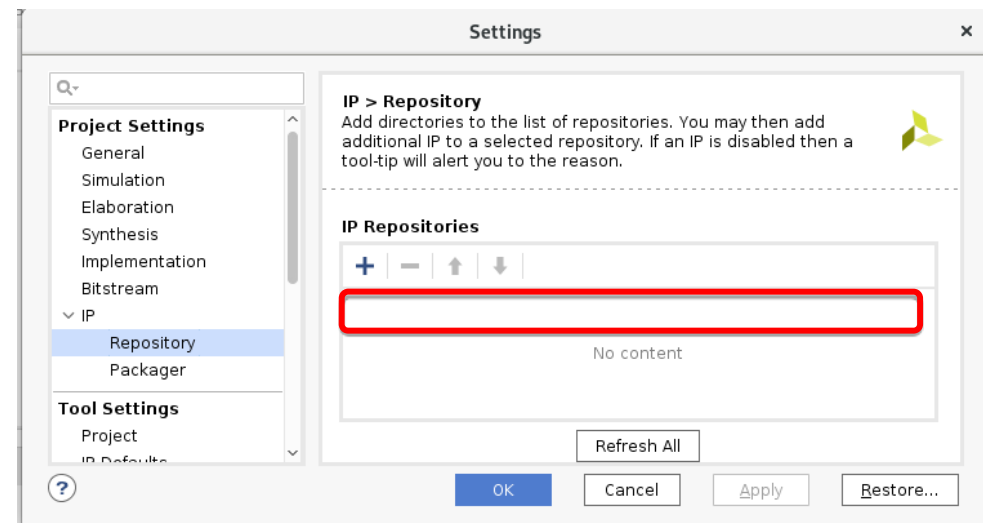 Settings
Project Settings
General
Simulation
Elaboration
Synthesis
Implementation
Bitstream
IP
Repository
Packager
Tool Settings
Project
IP Defaults
IP > Repository
Add directories to the list of repositories. You may then add
additional IP to a selected repository. If an IP is disabled then a
tool-tip will alert you to the reason.
IP Repositories
No content
Refresh All
?
OK
Cancel
Apply
Restore...